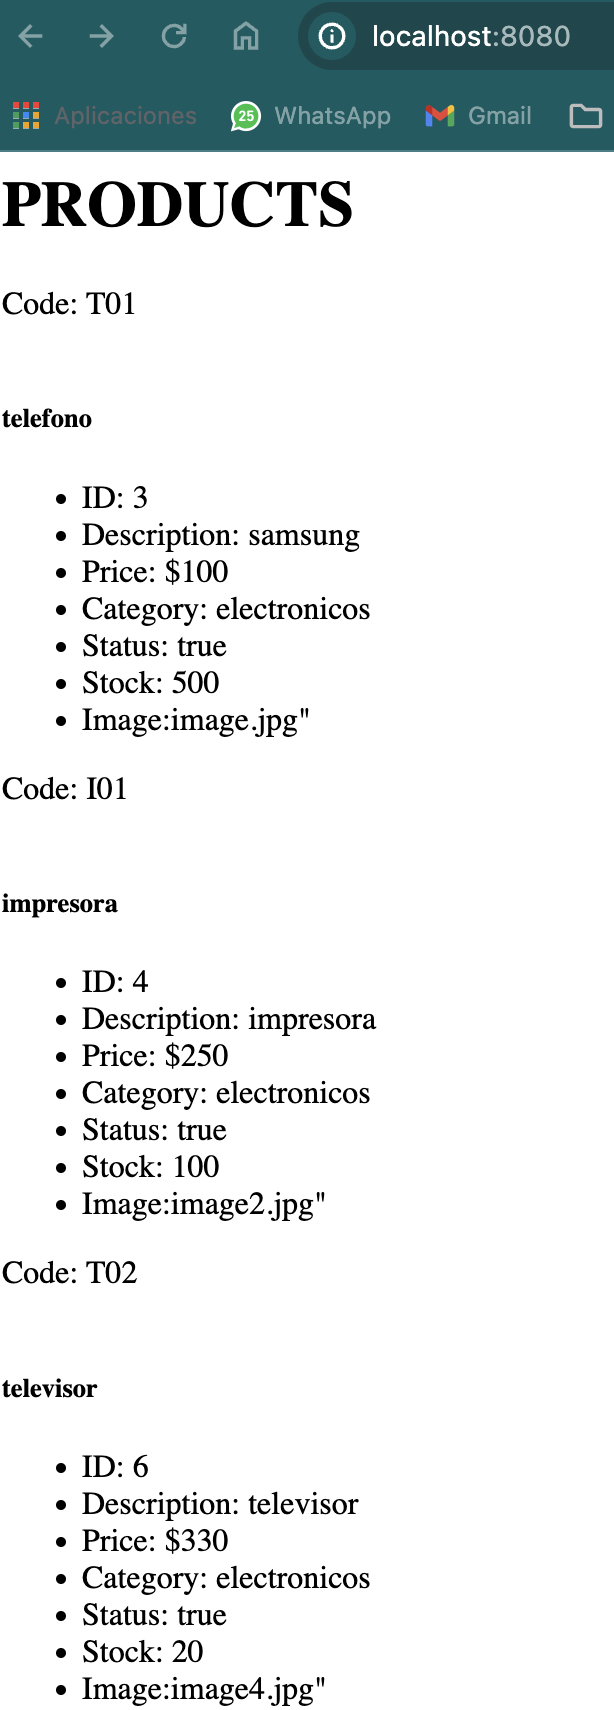 localhost:8080
Aplicaciones 25 WhatsApp Gmail
PRODUCTS
Code: T01
telefono
• ID: 3
• Description: samsung
• Price: $100
• Category: electronicos
• Status: true
• Stock: 500
• Image:image.jpg"
Code: I01
impresora
• ID: 4
• Description: impresora
• Price: $250
• Category: electronicos
• Status: true
• Stock: 100
• Image:image2.jpg"
Code: T02
televisor
• ID: 6
• Description: televisor
• Price: $330
• Category: electronicos
• Status: true
• Stock: 20
• Image:image4.jpg"